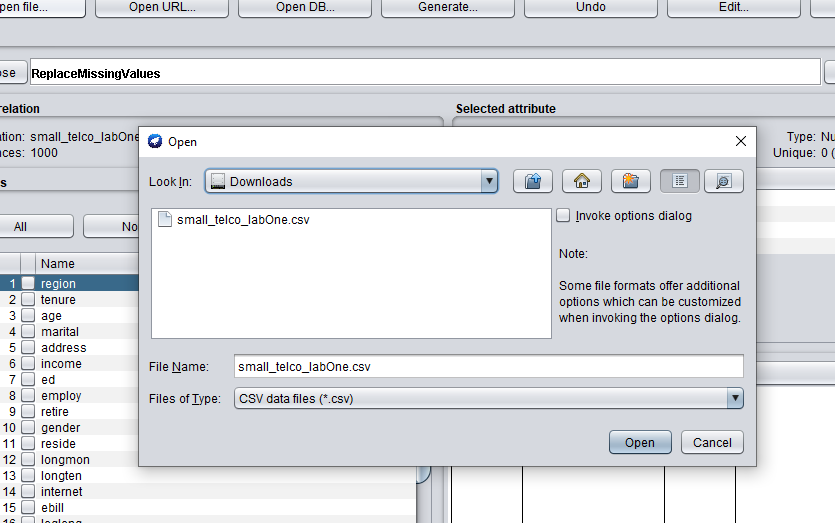 pen file...
Open URL...
Open DB...
Generate...
Undo
Edit...
ose
ReplaceMissingValues
relation
Selected attribute
ation: small_telco_labOne
Type: Nu
nces: 1000
Unique: 0 (
s
All
No
Name
1 region
2 tenure
3 age
4 marital
5 address
6 income
7 ed
8 employ
9 retire
10 gender
11 reside
12 longmon
13 longten
14 internet
15 ebill
16 loglong
Open
Look In: Downloads
small_telco_labOne.csv
Invoke options dialog
Note:
Some file formats offer additional
options which can be customized
when invoking the options dialog.
File Name: small_telco_labOne.csv
Files of Type: CSV data files (*.csv)
Open
Cancel